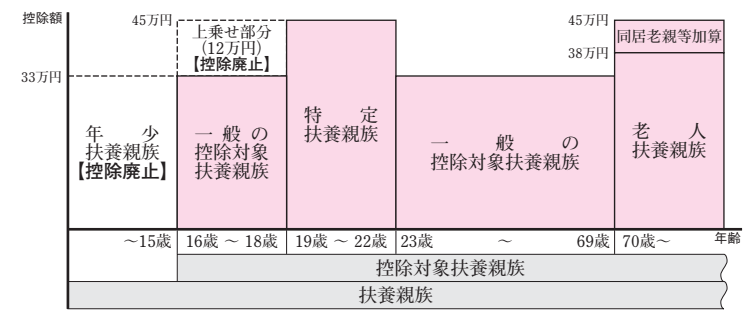 控除額
45万円
上乗せ部分
(12万円)
【控除廃止】
33万円
年少
扶養親族
【控除廃止】
一般の
控除対象
扶養親族
特定
扶養親族
一般の
控除対象扶養親族
45万円
同居老親等加算
38万円
老人
扶養親族
～15歳
16歳 ～ 18歳
19歳 ～ 22歳
23歳 ～ 69歳
70歳～
年齢
控除対象扶養親族
扶養親族